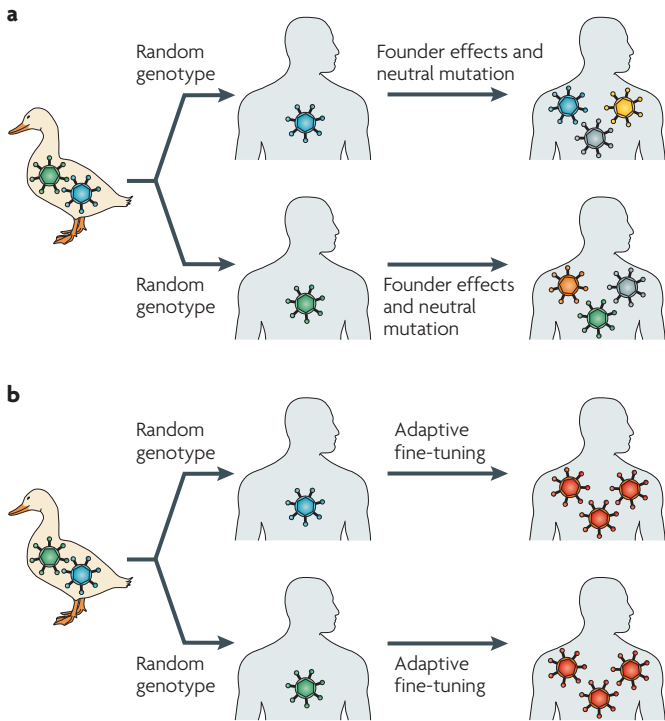 a
Random
genotype
Founder effects and
neutral mutation
Random
genotype
Founder effects
and neutral
mutation
b
Random
genotype
Adaptive
fine-tuning
Random
genotype
Adaptive
fine-tuning